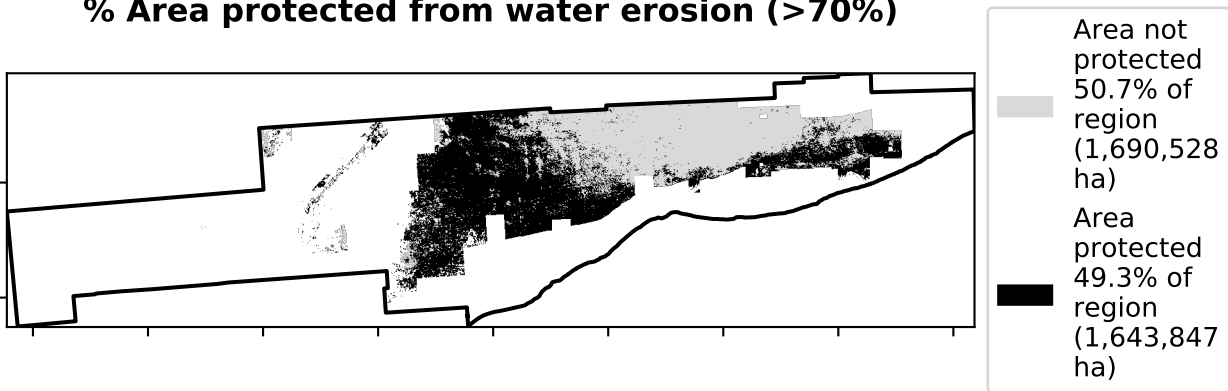 % Area protected from water erosion (>70%)
Area not
protected
50.7% of
region
(1,690,528
ha)
Area
protected
49.3% of
region
(1,643,847
ha)